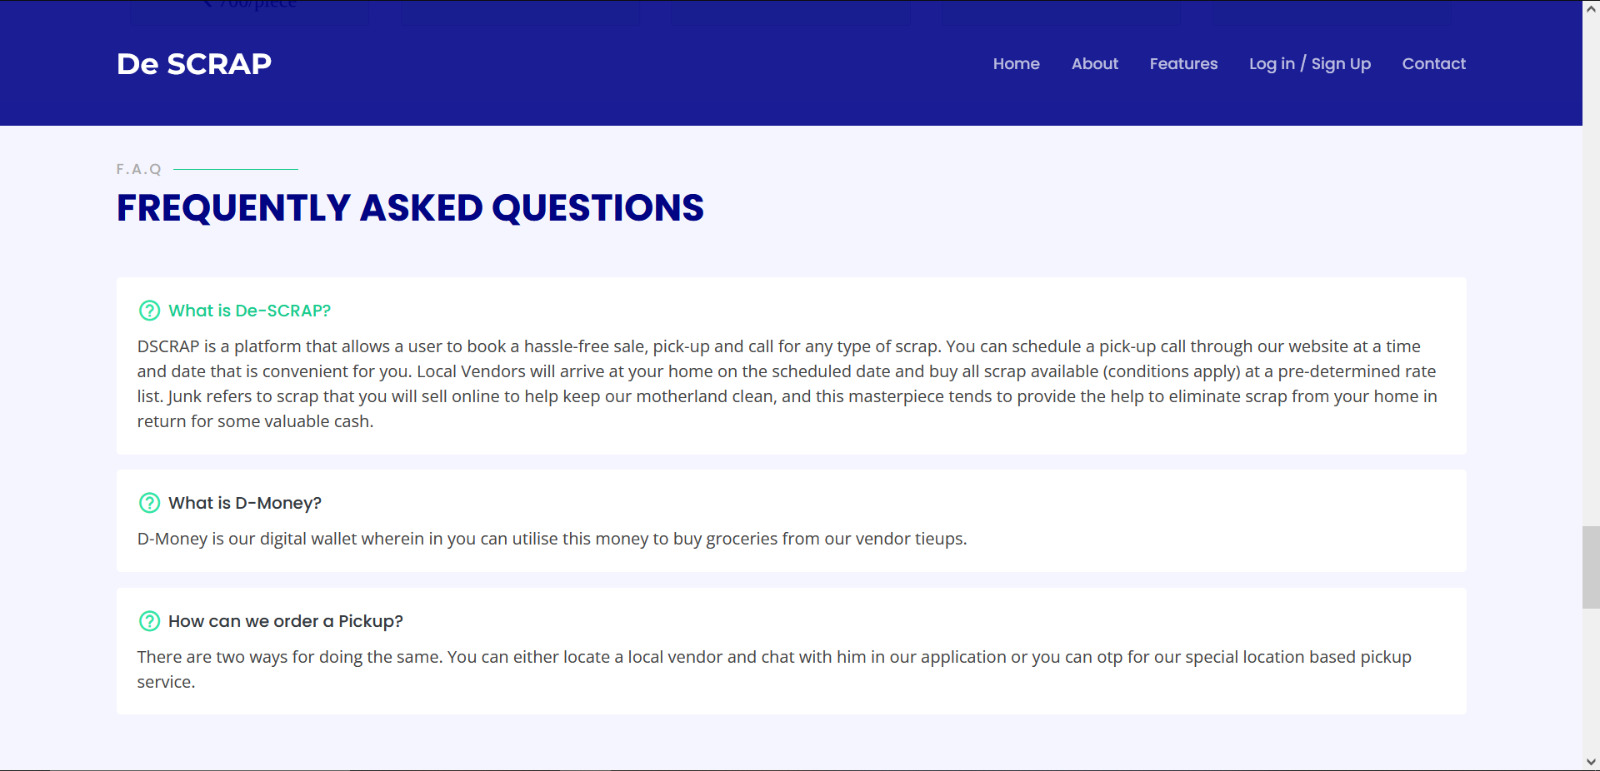 700/piece
De SCRAP
Home About Features Log in / Sign Up Contact
F.A.Q
FREQUENTLY ASKED QUESTIONS
What is De-SCRAP?
DSCRAP is a platform that allows a user to book a hassle-free sale, pick-up and call for any type of scrap. You can schedule a pick-up call through our website at a time
and date that is convenient for you. Local Vendors will arrive at your home on the scheduled date and buy all scrap available (conditions apply) at a pre-determined rate
list. Junk refers to scrap that you will sell online to help keep our motherland clean, and this masterpiece tends to provide the help to eliminate scrap from your home in
return for some valuable cash.
What is D-Money?
D-Money is our digital wallet wherein in you can utilise this money to buy groceries from our vendor tieups.
How can we order a Pickup?
There are two ways for doing the same. You can either locate a local vendor and chat with him in our application or you can otp for our special location based pickup
service.